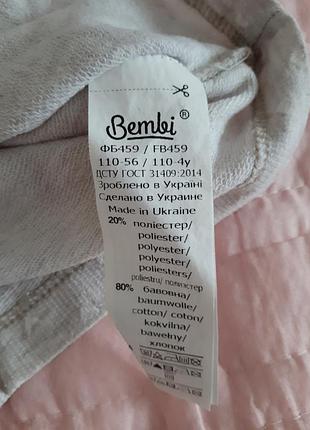 Bembi ®
ФБ459 / FB459
110-56 / 110-4y
ДСТУ ГОСТ 31409:2014
Зроблено в Україні
Сделано в Украине
Made in Ukraine
20% поліестер/
poliester/
polyester/
polyester/
poliesters/
poliestru/ полиэстер
80% бавовна/
baumwolle/
cotton/ coton/
kokvilna/
bawełny/
хлопок